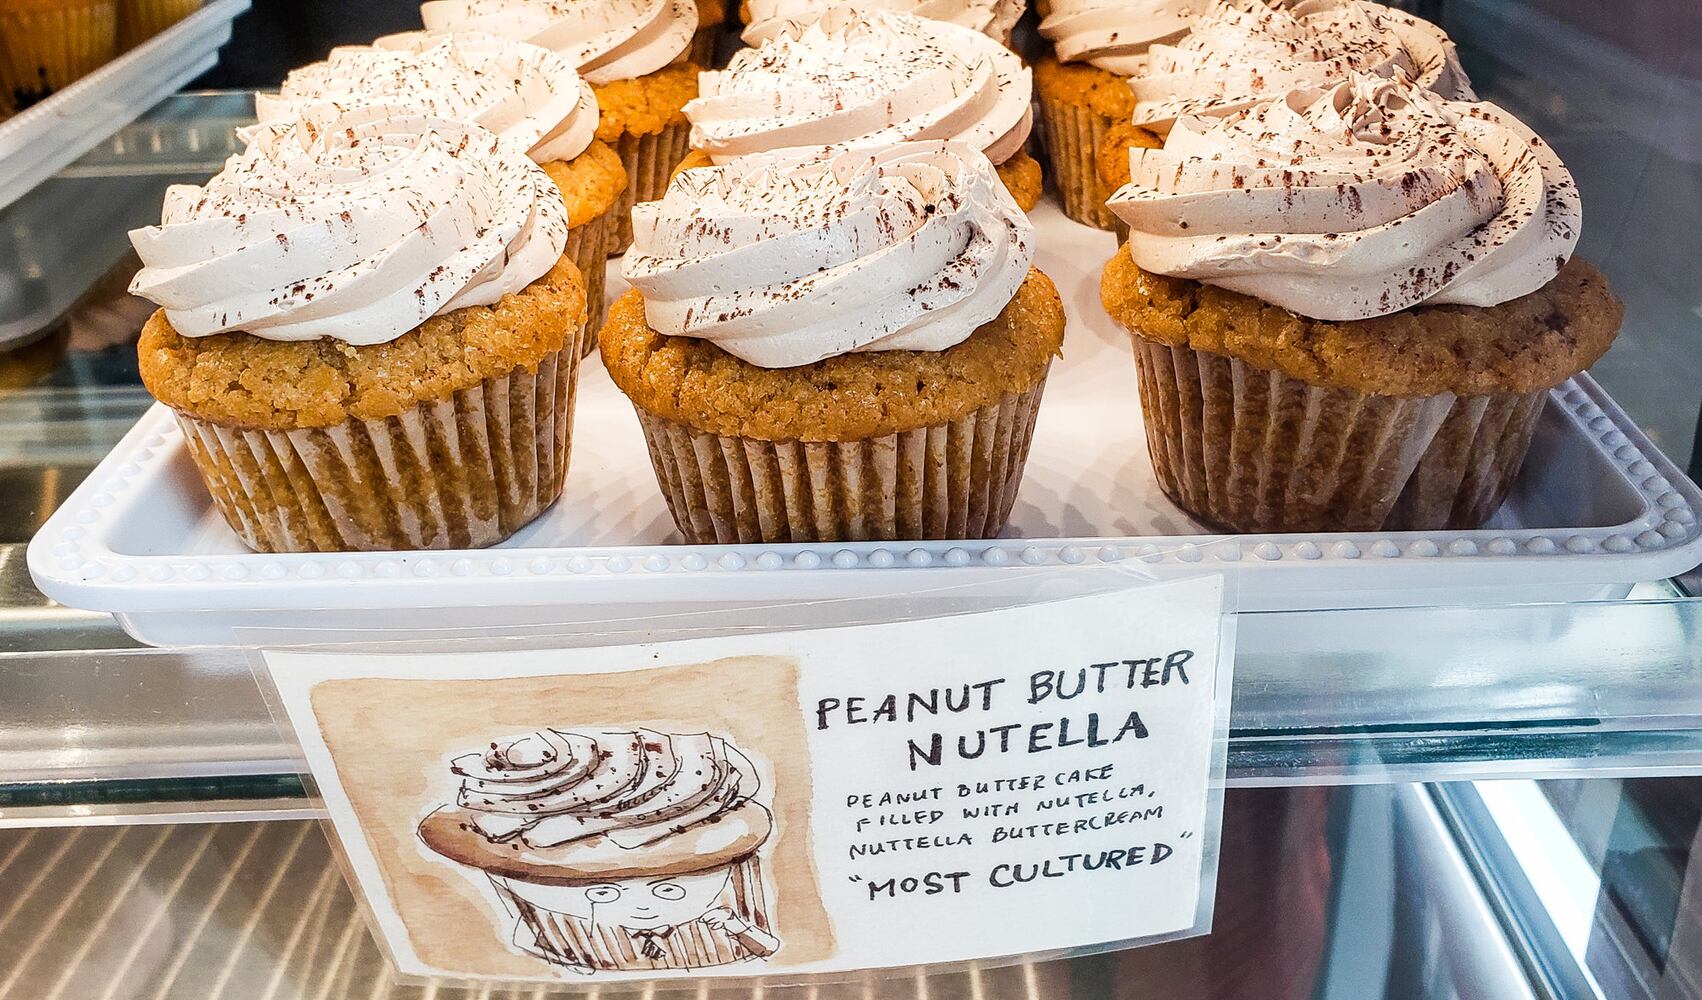 PEANUT BUTTER
NUTELLA
PEANUT BUTTER CAKE
FILLED WITH NUTELLA,
NUTTELLA BUTTERCREAM
"MOST CULTURED"